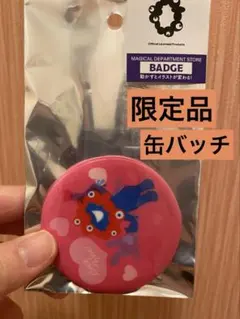 Official Licensed Products
MAGICAL DEPARTMENT STORE
BADGE
動かすとイラストが変わる!
限定品
缶バッチ